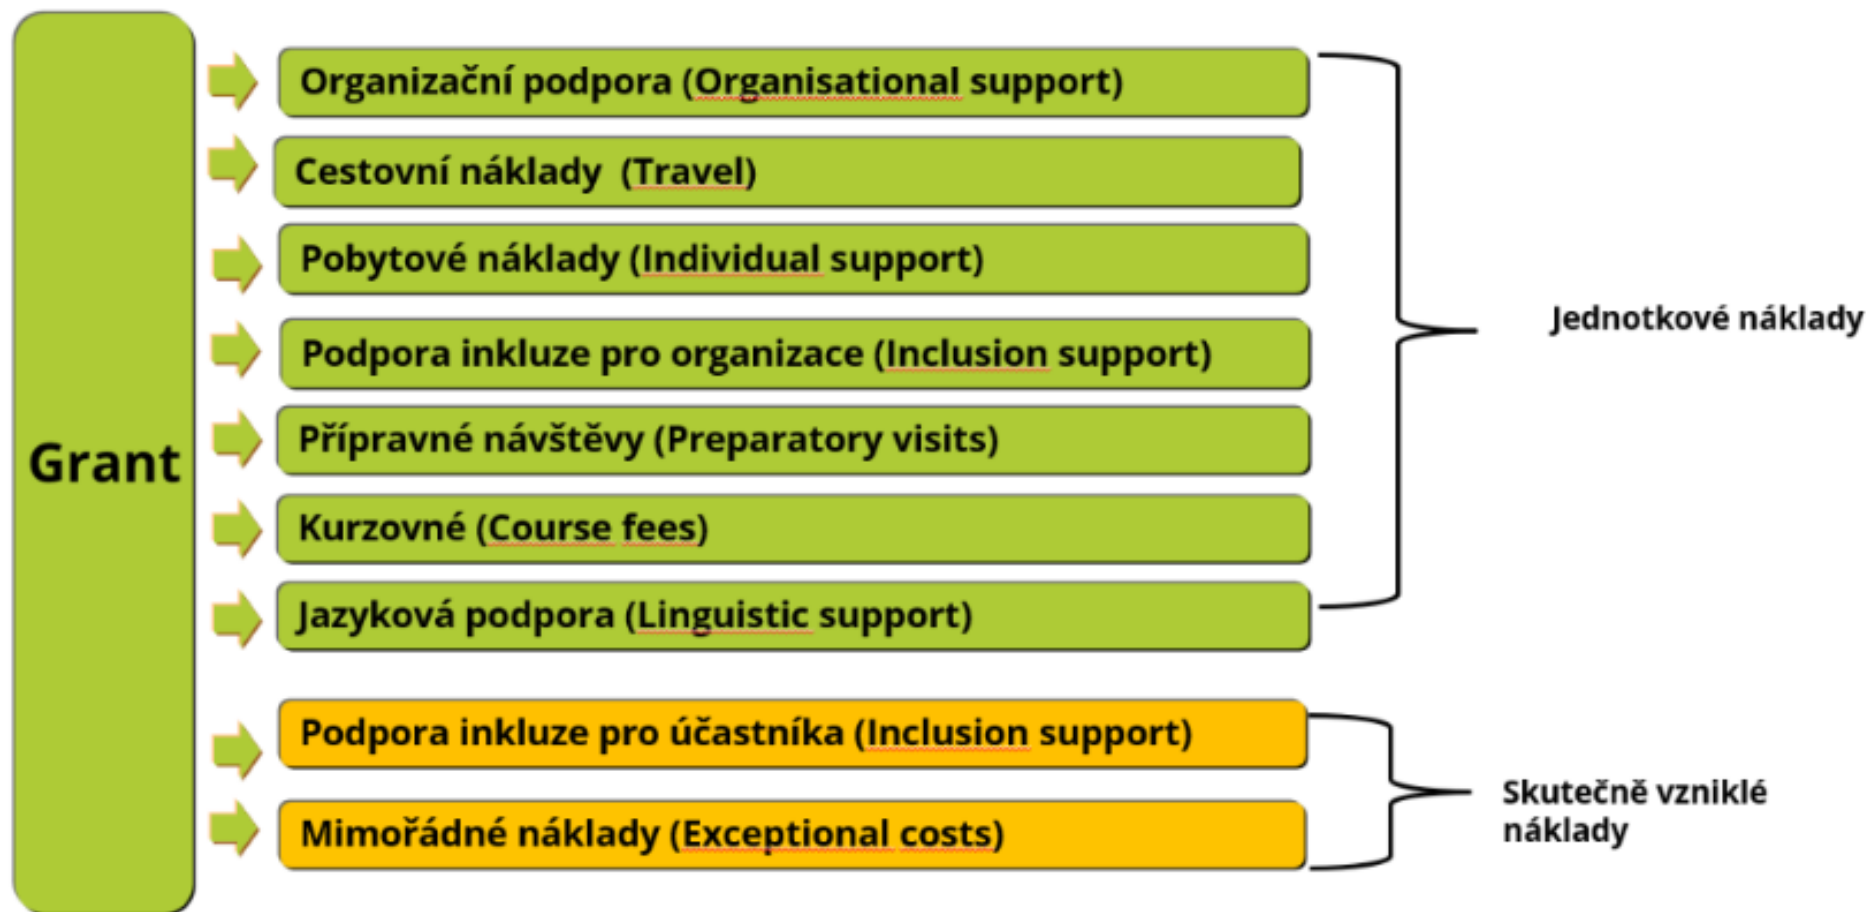 Grant
Organizační podpora (Organisational support)
Cestovní náklady (Travel)
Pobytové náklady (Individual support)
Podpora inkluze pro organizace (Inclusion support)
Přípravné návštěvy (Preparatory visits)
Kurzovné (Course fees)
Jazyková podpora (Linguistic support)
Jednotkové náklady
Podpora inkluze pro účastníka (Inclusion support)
Mimořádné náklady (Exceptional costs)
Skutečně vzniklé
náklady